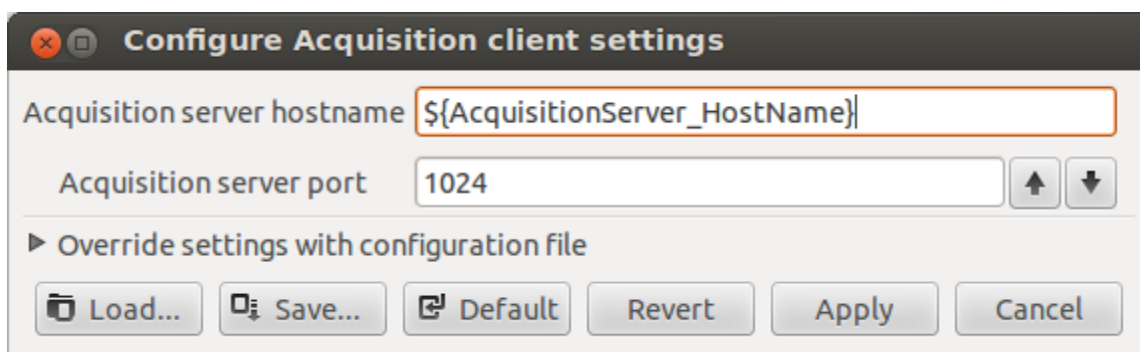 Configure Acquisition client settings
Acquisition server hostname ${AcquisitionServer_HostName}
Acquisition server port 1024
Override settings with configuration file
Load... Save... Default Revert Apply Cancel